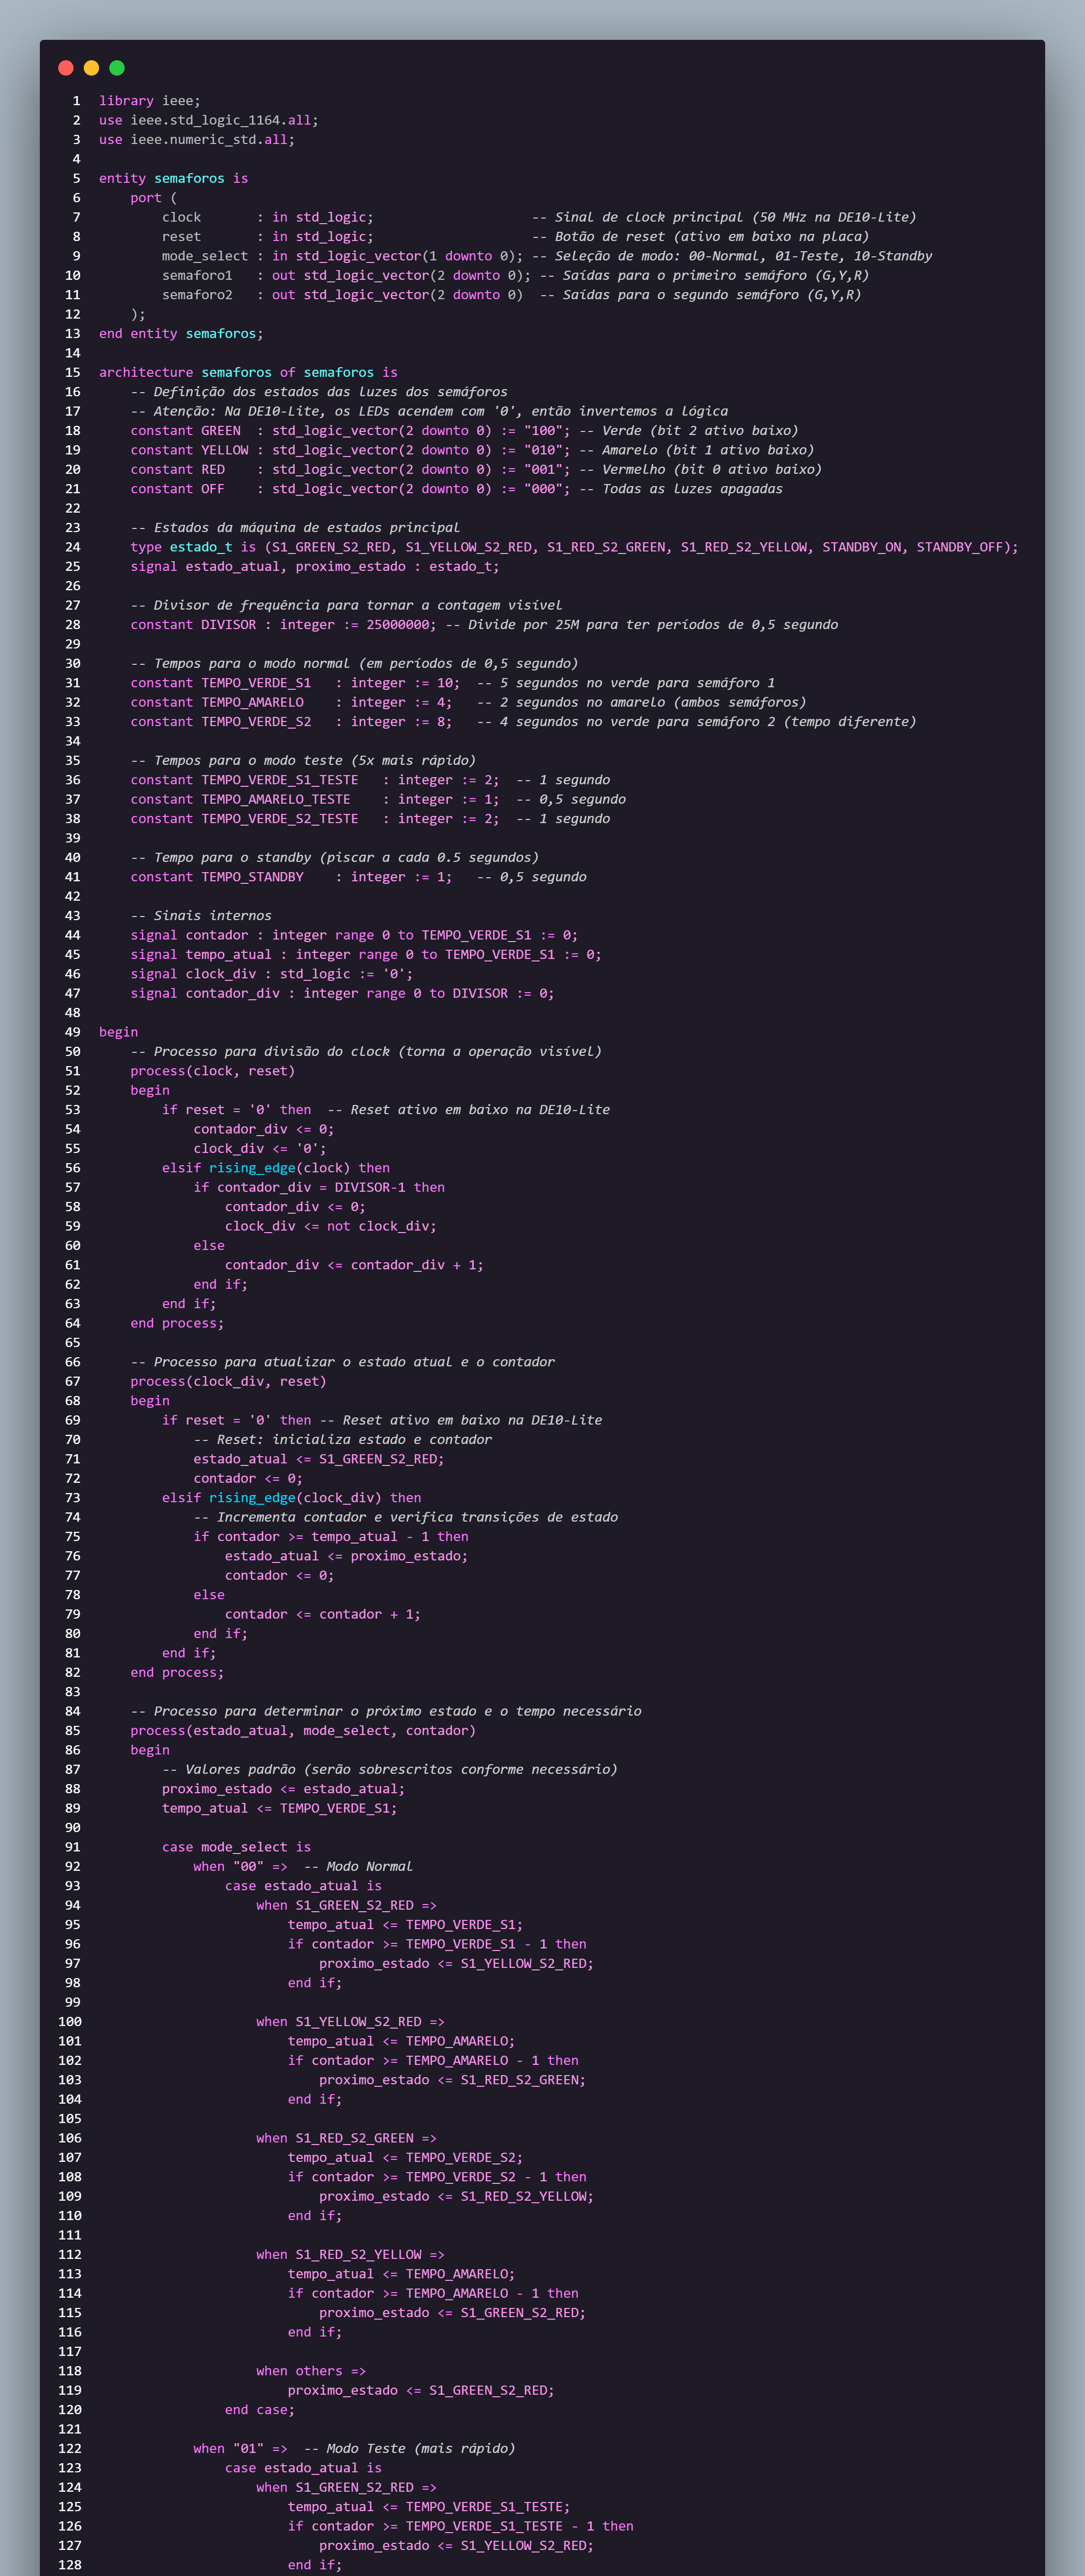 1 library ieee;
2 use ieee.std_logic_1164.all;
3 use ieee.numeric_std.all;
4
5 entity semaforos is
6     port (
7         clock       : in std_logic;                    -- Sinal de clock principal (50 MHz na DE10-Lite)
8         reset       : in std_logic;                    -- Botão de reset (ativo em baixo na placa)
9         mode_select : in std_logic_vector(1 downto 0); -- Seleção de modo: 00-Normal, 01-Teste, 10-Standby
10         semaforo1   : out std_logic_vector(2 downto 0); -- Saídas para o primeiro semáforo (G,Y,R)
11         semaforo2   : out std_logic_vector(2 downto 0)  -- Saídas para o segundo semáforo (G,Y,R)
12     );
13 end entity semaforos;
14
15 architecture semaforos of semaforos is
16     -- Definição dos estados das luzes dos semáforos
17     -- Atenção: Na DE10-Lite, os LEDs acendem com '0', então invertemos a lógica
18     constant GREEN  : std_logic_vector(2 downto 0) := "100"; -- Verde (bit 2 ativo baixo)
19     constant YELLOW : std_logic_vector(2 downto 0) := "010"; -- Amarelo (bit 1 ativo baixo)
20     constant RED    : std_logic_vector(2 downto 0) := "001"; -- Vermelho (bit 0 ativo baixo)
21     constant OFF    : std_logic_vector(2 downto 0) := "000"; -- Todas as luzes apagadas
22
23     -- Estados da máquina de estados principal
24     type estado_t is (S1_GREEN_S2_RED, S1_YELLOW_S2_RED, S1_RED_S2_GREEN, S1_RED_S2_YELLOW, STANDBY_ON, STANDBY_OFF);
25     signal estado_atual, proximo_estado : estado_t;
26
27     -- Divisor de frequência para tornar a contagem visível
28     constant DIVISOR : integer := 25000000; -- Divide por 25M para ter períodos de 0,5 segundo
29
30     -- Tempos para o modo normal (em períodos de 0,5 segundo)
31     constant TEMPO_VERDE_S1   : integer := 10;  -- 5 segundos no verde para semáforo 1
32     constant TEMPO_AMARELO    : integer := 4;   -- 2 segundos no amarelo (ambos semáforos)
33     constant TEMPO_VERDE_S2   : integer := 8;   -- 4 segundos no verde para semáforo 2 (tempo diferente)
34
35     -- Tempos para o modo teste (5x mais rápido)
36     constant TEMPO_VERDE_S1_TESTE   : integer := 2;  -- 1 segundo
37     constant TEMPO_AMARELO_TESTE    : integer := 1;  -- 0,5 segundo
38     constant TEMPO_VERDE_S2_TESTE   : integer := 2;  -- 1 segundo
39
40     -- Tempo para o standby (piscar a cada 0.5 segundos)
41     constant TEMPO_STANDBY    : integer := 1;   -- 0,5 segundo
42
43     -- Sinais internos
44     signal contador : integer range 0 to TEMPO_VERDE_S1 := 0;
45     signal tempo_atual : integer range 0 to TEMPO_VERDE_S1 := 0;
46     signal clock_div : std_logic := '0';
47     signal contador_div : integer range 0 to DIVISOR := 0;
48
49 begin
50     -- Processo para divisão do clock (torna a operação visível)
51     process(clock, reset)
52     begin
53         if reset = '0' then  -- Reset ativo em baixo na DE10-Lite
54             contador_div <= 0;
55             clock_div <= '0';
56         elsif rising_edge(clock) then
57             if contador_div = DIVISOR-1 then
58                 contador_div <= 0;
59                 clock_div <= not clock_div;
60             else
61                 contador_div <= contador_div + 1;
62             end if;
63         end if;
64     end process;
65
66     -- Processo para atualizar o estado atual e o contador
67     process(clock_div, reset)
68     begin
69         if reset = '0' then -- Reset ativo em baixo na DE10-Lite
70             -- Reset: inicializa estado e contador
71             estado_atual <= S1_GREEN_S2_RED;
72             contador <= 0;
73         elsif rising_edge(clock_div) then
74             -- Incrementa contador e verifica transições de estado
75             if contador >= tempo_atual - 1 then
76                 estado_atual <= proximo_estado;
77                 contador <= 0;
78             else
79                 contador <= contador + 1;
80             end if;
81         end if;
82     end process;
83
84     -- Processo para determinar o próximo estado e o tempo necessário
85     process(estado_atual, mode_select, contador)
86     begin
87         -- Valores padrão (serão sobrescritos conforme necessário)
88         proximo_estado <= estado_atual;
89         tempo_atual <= TEMPO_VERDE_S1;
90
91         case mode_select is
92             when "00" =>  -- Modo Normal
93                 case estado_atual is
94                     when S1_GREEN_S2_RED =>
95                         tempo_atual <= TEMPO_VERDE_S1;
96                         if contador >= TEMPO_VERDE_S1 - 1 then
97                             proximo_estado <= S1_YELLOW_S2_RED;
98                         end if;
99
100                     when S1_YELLOW_S2_RED =>
101                         tempo_atual <= TEMPO_AMARELO;
102                         if contador >= TEMPO_AMARELO - 1 then
103                             proximo_estado <= S1_RED_S2_GREEN;
104                         end if;
105
106                     when S1_RED_S2_GREEN =>
107                         tempo_atual <= TEMPO_VERDE_S2;
108                         if contador >= TEMPO_VERDE_S2 - 1 then
109                             proximo_estado <= S1_RED_S2_YELLOW;
110                         end if;
111
112                     when S1_RED_S2_YELLOW =>
113                         tempo_atual <= TEMPO_AMARELO;
114                         if contador >= TEMPO_AMARELO - 1 then
115                             proximo_estado <= S1_GREEN_S2_RED;
116                         end if;
117
118                     when others =>
119                         proximo_estado <= S1_GREEN_S2_RED;
120                 end case;
121
122             when "01" =>  -- Modo Teste (mais rápido)
123                 case estado_atual is
124                     when S1_GREEN_S2_RED =>
125                         tempo_atual <= TEMPO_VERDE_S1_TESTE;
126                         if contador >= TEMPO_VERDE_S1_TESTE - 1 then
127                             proximo_estado <= S1_YELLOW_S2_RED;
128                         end if;